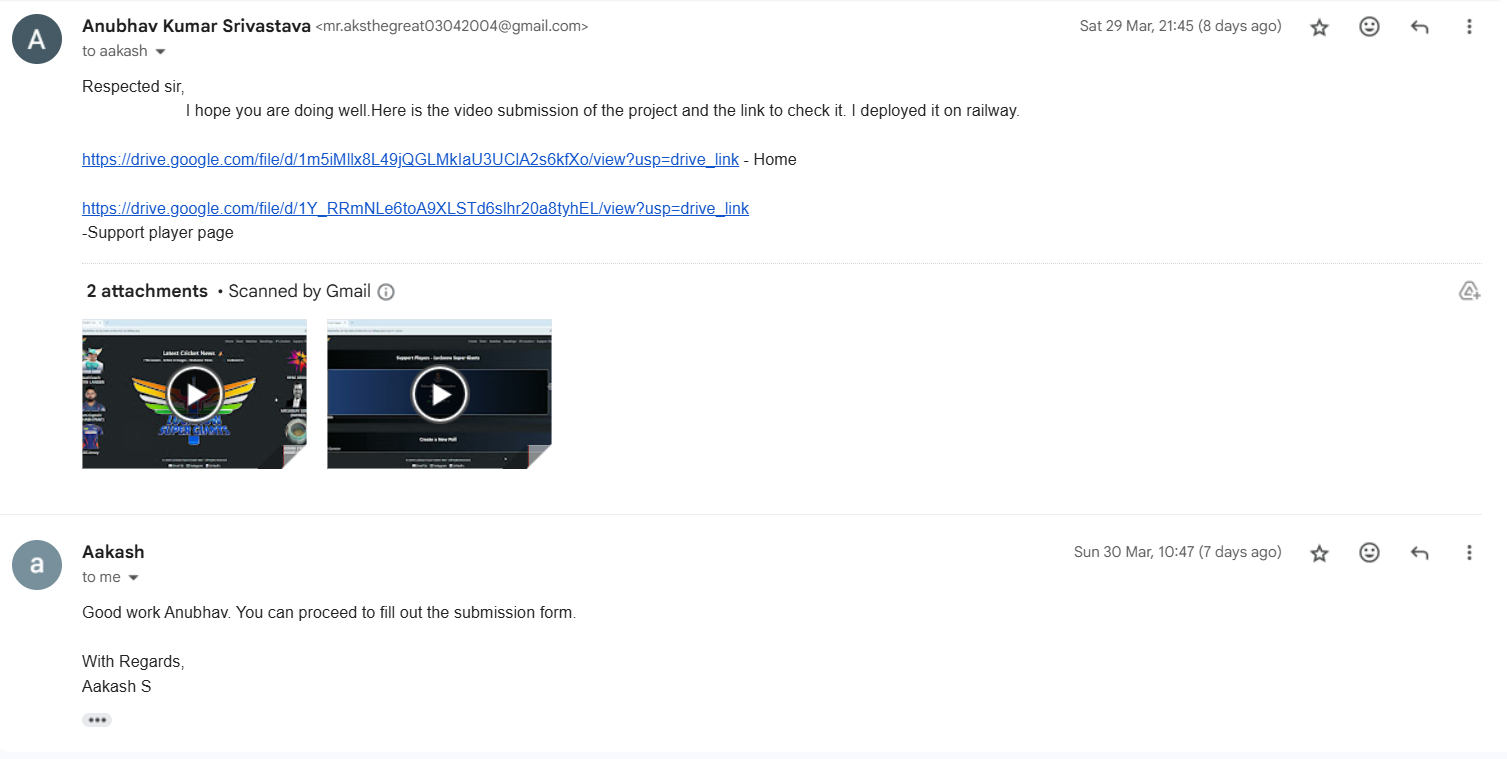 A
Anubhav Kumar Srivastava <mr.aksthegreat03042004@gmail.com>
Sat 29 Mar, 21:45 (8 days ago)
to aakash
Respected sir,
I hope you are doing well.Here is the video submission of the project and the link to check it. I deployed it on railway.
https://drive.google.com/file/d/1m5iMllx8L49jQGLMkIaU3UClA2s6kfXo/view?usp=drive_link - Home
https://drive.google.com/file/d/1Y_RRmNLe6toA9XLSTd6slhr20a8tyhEL/view?usp=drive_link
-Support player page
2 attachments • Scanned by Gmail
Latest Cricket News
SUPER GIANTS
Support Players - Lucknow Super Giants
Create a New Poll
a
Aakash
Sun 30 Mar, 10:47 (7 days ago)
to me
Good work Anubhav. You can proceed to fill out the submission form.
With Regards,
Aakash S